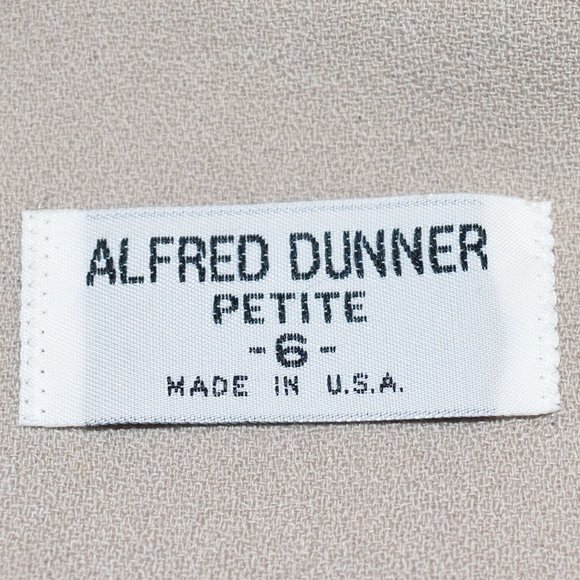 ALFRED DUNNER
PETITE
-6-
MADE IN U.S.A.